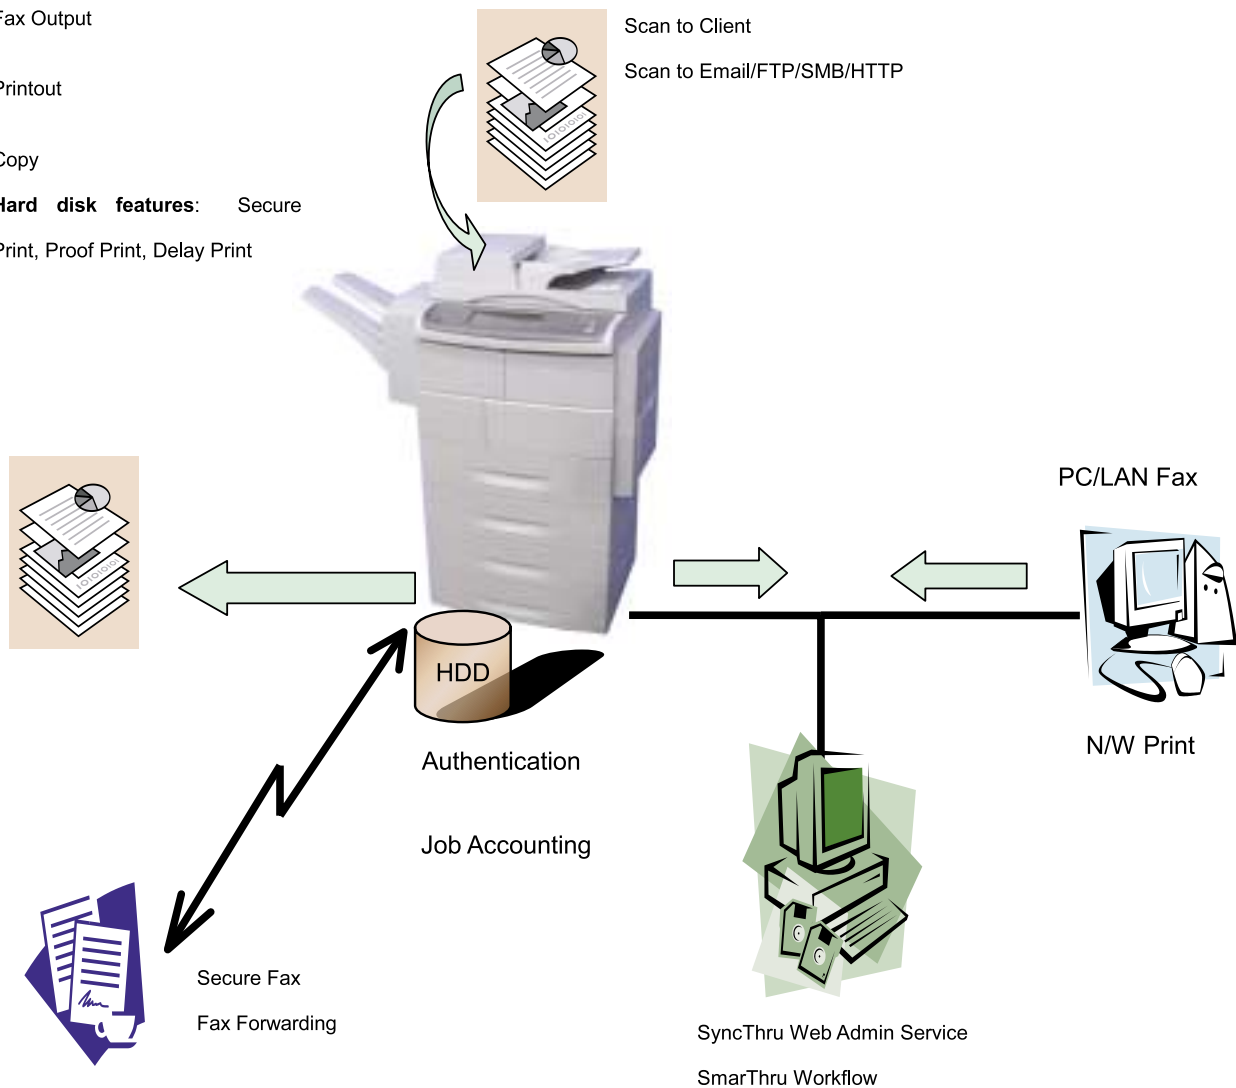 Fax Output
Printout
Copy
Hard disk features: Secure
Print, Proof Print, Delay Print
Scan to Client
Scan to Email/FTP/SMB/HTTP
PC/LAN Fax
HDD
N/W Print
Authentication
Job Accounting
Secure Fax
Fax Forwarding
SyncThru Web Admin Service
SmarThru Workflow